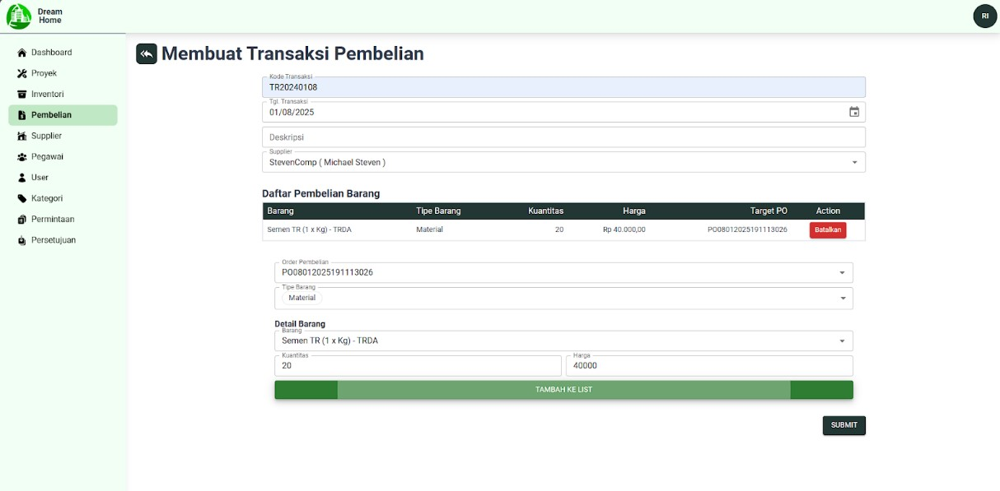 Dream
Home
RI
Dashboard
Proyek
Inventori
Pembelian
Supplier
Pegawai
User
Kategori
Permintaan
Persetujuan
Membuat Transaksi Pembelian
Kode Transaksi
TR20240108
Tgl. Transaksi
01/08/2025
Deskripsi
Supplier
StevenComp ( Michael Steven )
Daftar Pembelian Barang
Barang Tipe Barang Kuantitas Harga Target PO Action
Semen TR (1 x Kg) - TRDA Material 20 Rp 40.000,00 PO08012025191113026 Batalkan
Order Pembelian
PO08012025191113026
Tipe Barang
Material
Detail Barang
Barang
Semen TR (1 x Kg) - TRDA
Kuantitas Harga
20 40000
TAMBAH KE LIST
SUBMIT